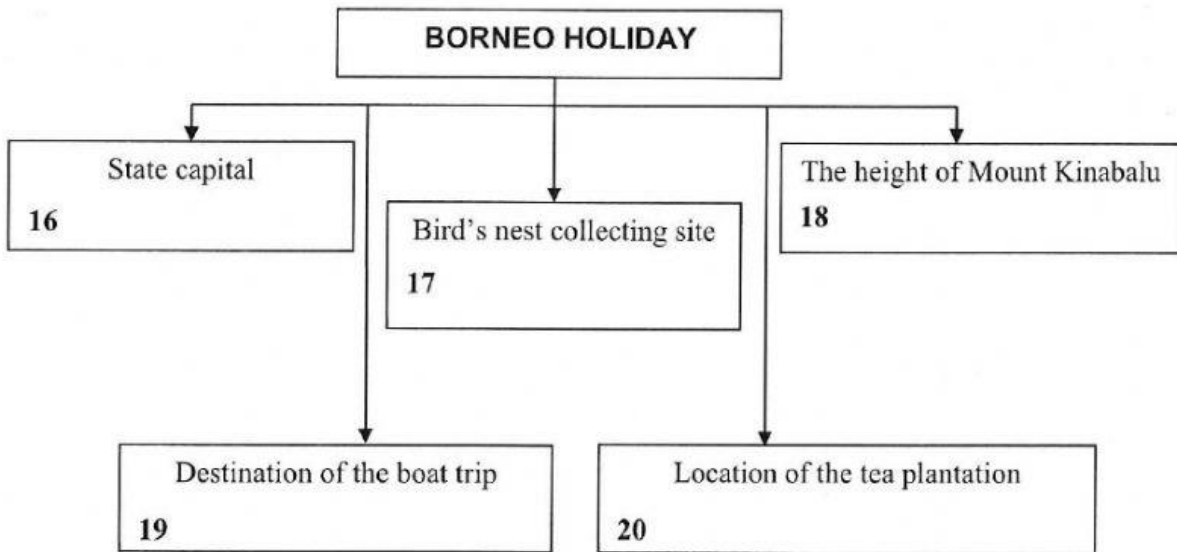 BORNEO HOLIDAY
State capital
16
Bird's nest collecting site
17
The height of Mount Kinabalu
18
Destination of the boat trip
19
Location of the tea plantation
20